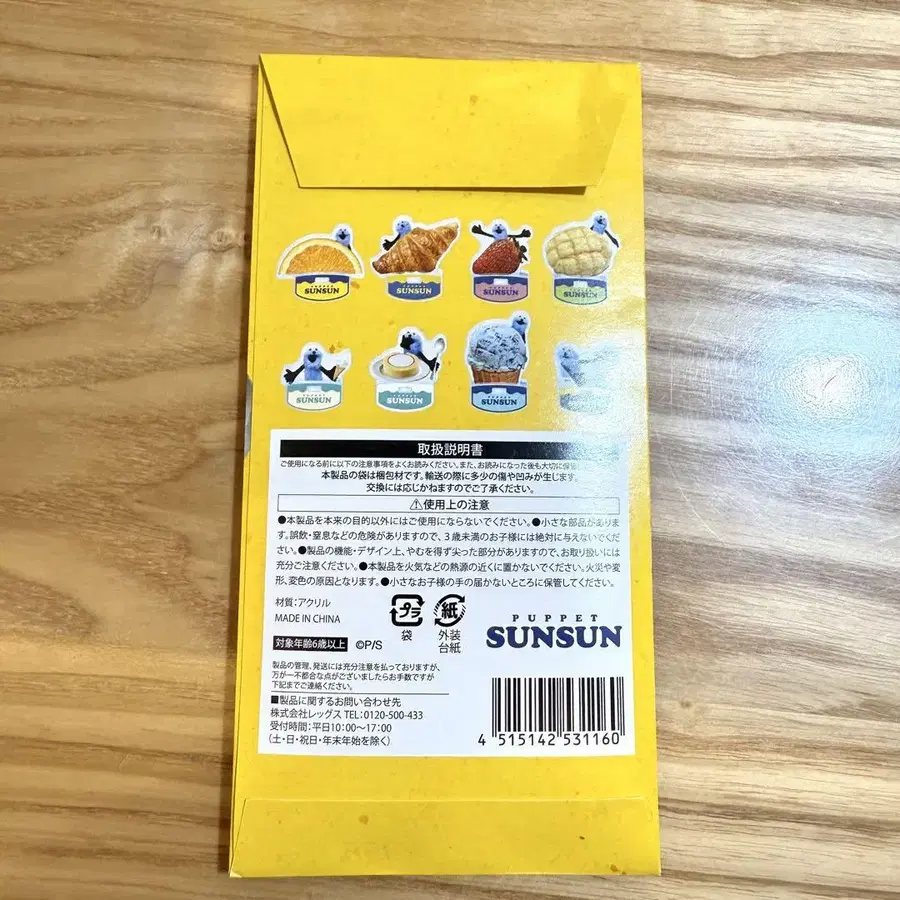 PUPPET
SUNSUN
PUPPET
SUNSUN
PUPPET
SUNSUN
PUPPET
SUNSUN
SUNSUN
PUPPET
SUNSUN
PUPPET
SUNSUN
取扱説明書
ご使用になる前に以下の注意事項をよくお読みください。また、お読みになった後も大切に保管
本製品の袋は梱包材です。輸送の際に多少の傷や凹みが生じます。
交換には応じかねますのでご了承ください。
⚠使用上の注意
●本製品を本来の目的以外にはご使用にならないでください。●小さな部品がありま
す。誤飲・窒息などの危険がありますので、3歳未満のお子様には絶対に与えないでくだ
さい。●製品の機能・デザイン上、やむを得ず尖った部分がありますので、お取り扱いには
充分ご注意ください。●本製品を火気などの熱源の近くに置かないでください。火災や変
形、変色の原因となります。●小さなお子様の手の届かないところに保管してください。
材質:アクリル
MADE IN CHINA
プラ
袋
紙
外装
台紙
対象年齢6歳以上 ©P/S
PUPPET
SUNSUN
製品の管理、発送には充分注意を払っておりますが、
万が一不都合な点がございましたらお手数ですが
下記までご連絡ください。
■製品に関するお問い合わせ先
株式会社レッグス TEL:0120-500-433
受付時間:平日10:00〜17:00
(土・日・祝日・年末年始を除く)
4 515142 531160